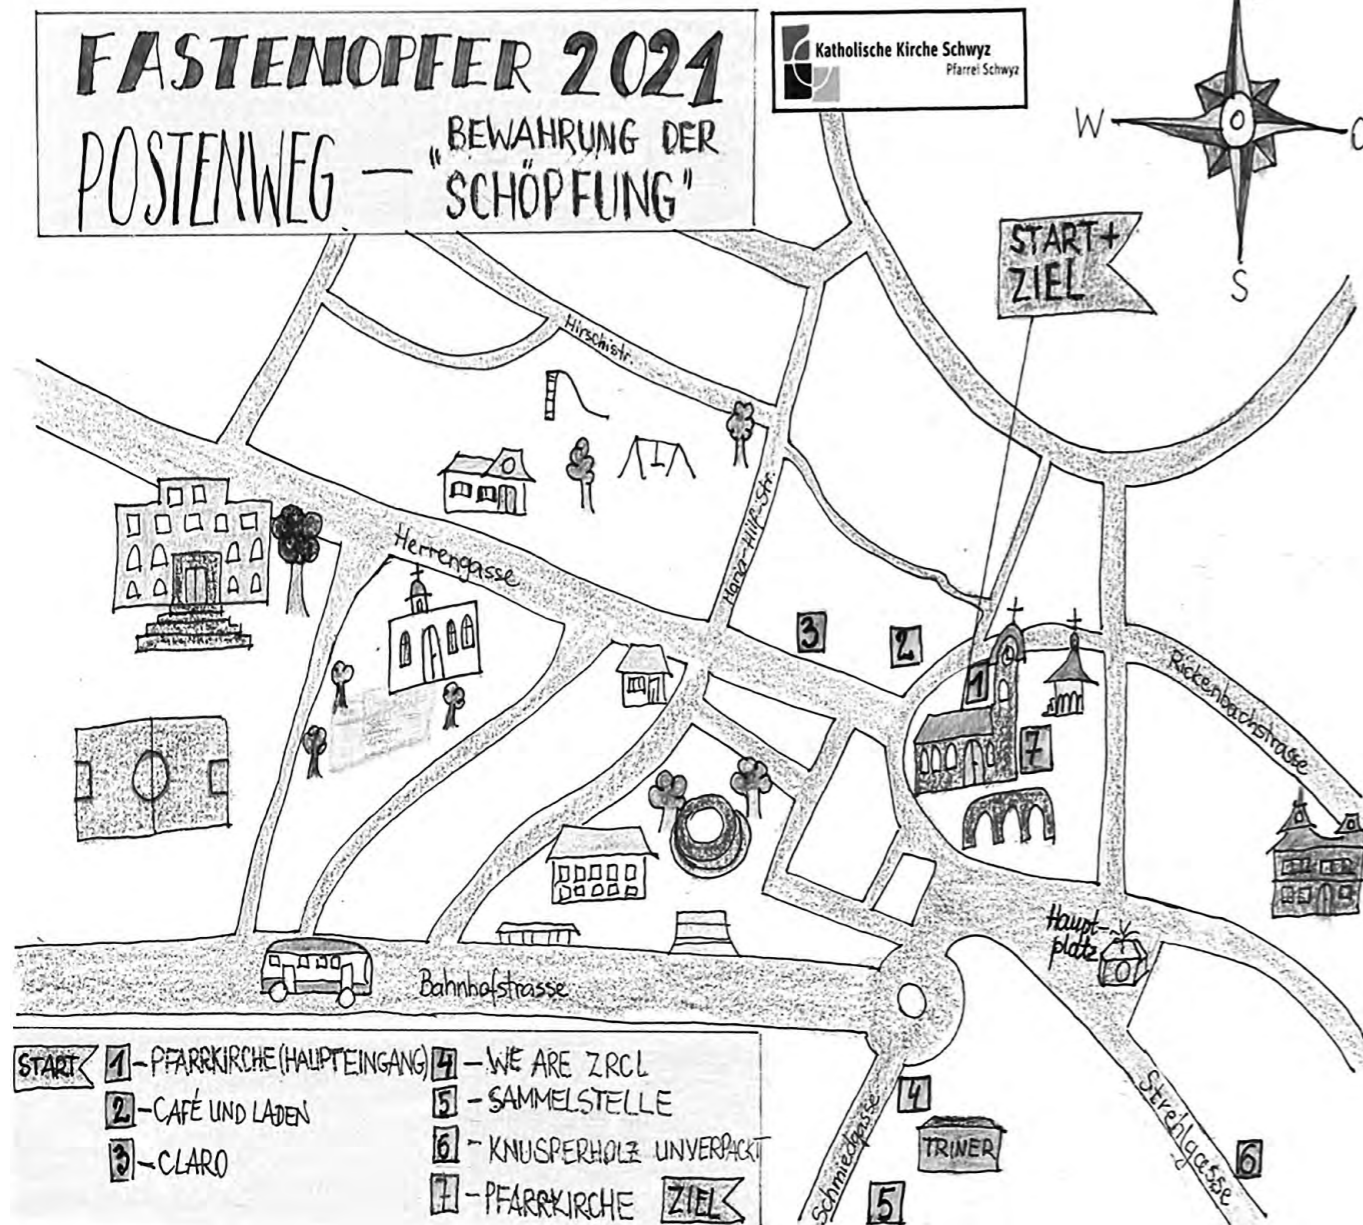 FASTENOPFER 2021
POSTENWEG — "BEWAHRUNG DER
SCHÖPFUNG"
Katholische Kirche Schwyz
Pfarrei Schwyz
W
O
S
START+
ZIEL
Hirschistr.
Herrengasse
Maria-Hilf-Str.
3
2
1
7
Rickenbachstrasse
Haupt-
platz
Bahnhofstrasse
Schmiedgasse
4
TRINER
5
Strehlgasse
6
START
1 - PFARRKIRCHE (HAUPTEINGANG)
2 - CAFÉ UND LADEN
3 - CLARO
4 - WE ARE ZRCL
5 - SAMMELSTELLE
6 - KNUSPERHOLZ UNVERPACKT
7 - PFARRKIRCHE ZIEL